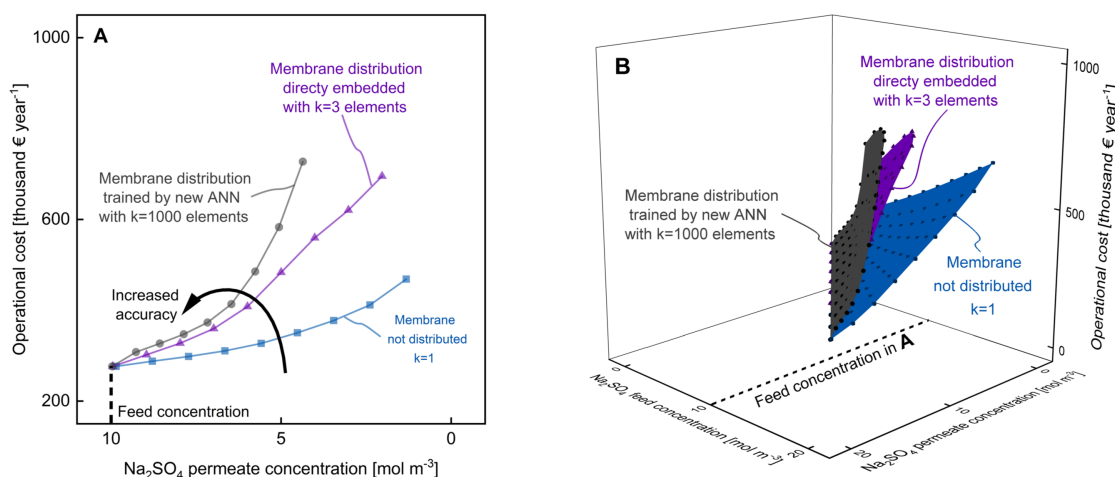 A
1000
600
200
Operational cost [thousand € year⁻¹]
Membrane distribution
directly embedded
with k=3 elements
Membrane distribution
trained by new ANN
with k=1000 elements
Increased
accuracy
Membrane
not distributed
k=1
Feed concentration
10
5
0
Na₂SO₄ permeate concentration [mol m⁻³]
B
Membrane distribution
directy embedded
with k=3 elements
Membrane distribution
trained by new ANN
with k=1000 elements
Membrane
not distributed
k=1
Feed concentration in A
1000
500
0
Operational cost [thousand € year⁻¹]
0
10
20
Na₂SO₄ feed concentration [mol m⁻³]
0
10
20
Na₂SO₄ permeate concentration [mol m⁻³]